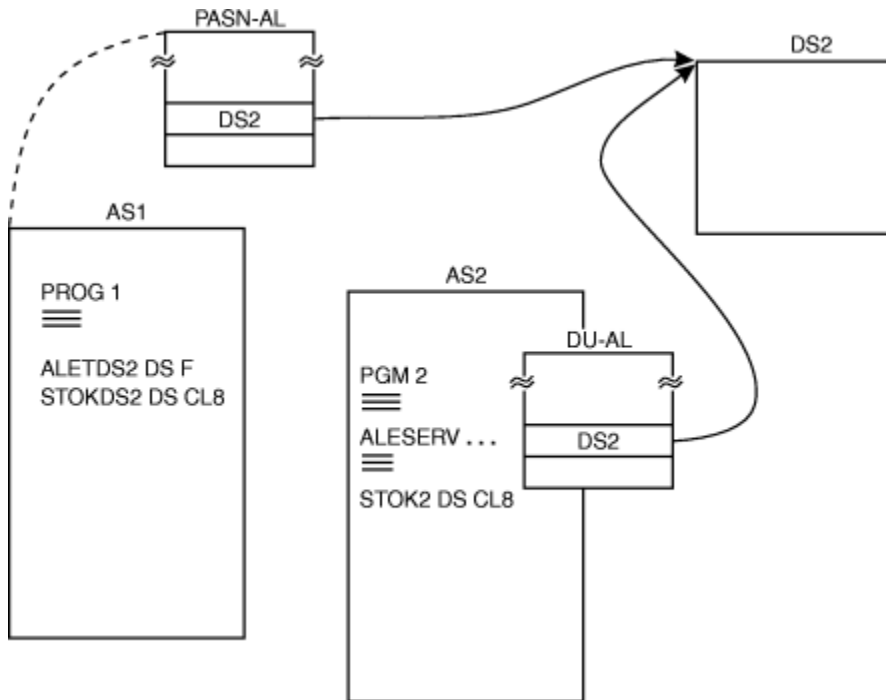 PASN-AL
DS2
DS2
AS1
PROG 1
ALETDS2 DS F
STOKDS2 DS CL8
AS2
DU-AL
PGM 2
ALESERV . . .
DS2
STOK2 DS CL8